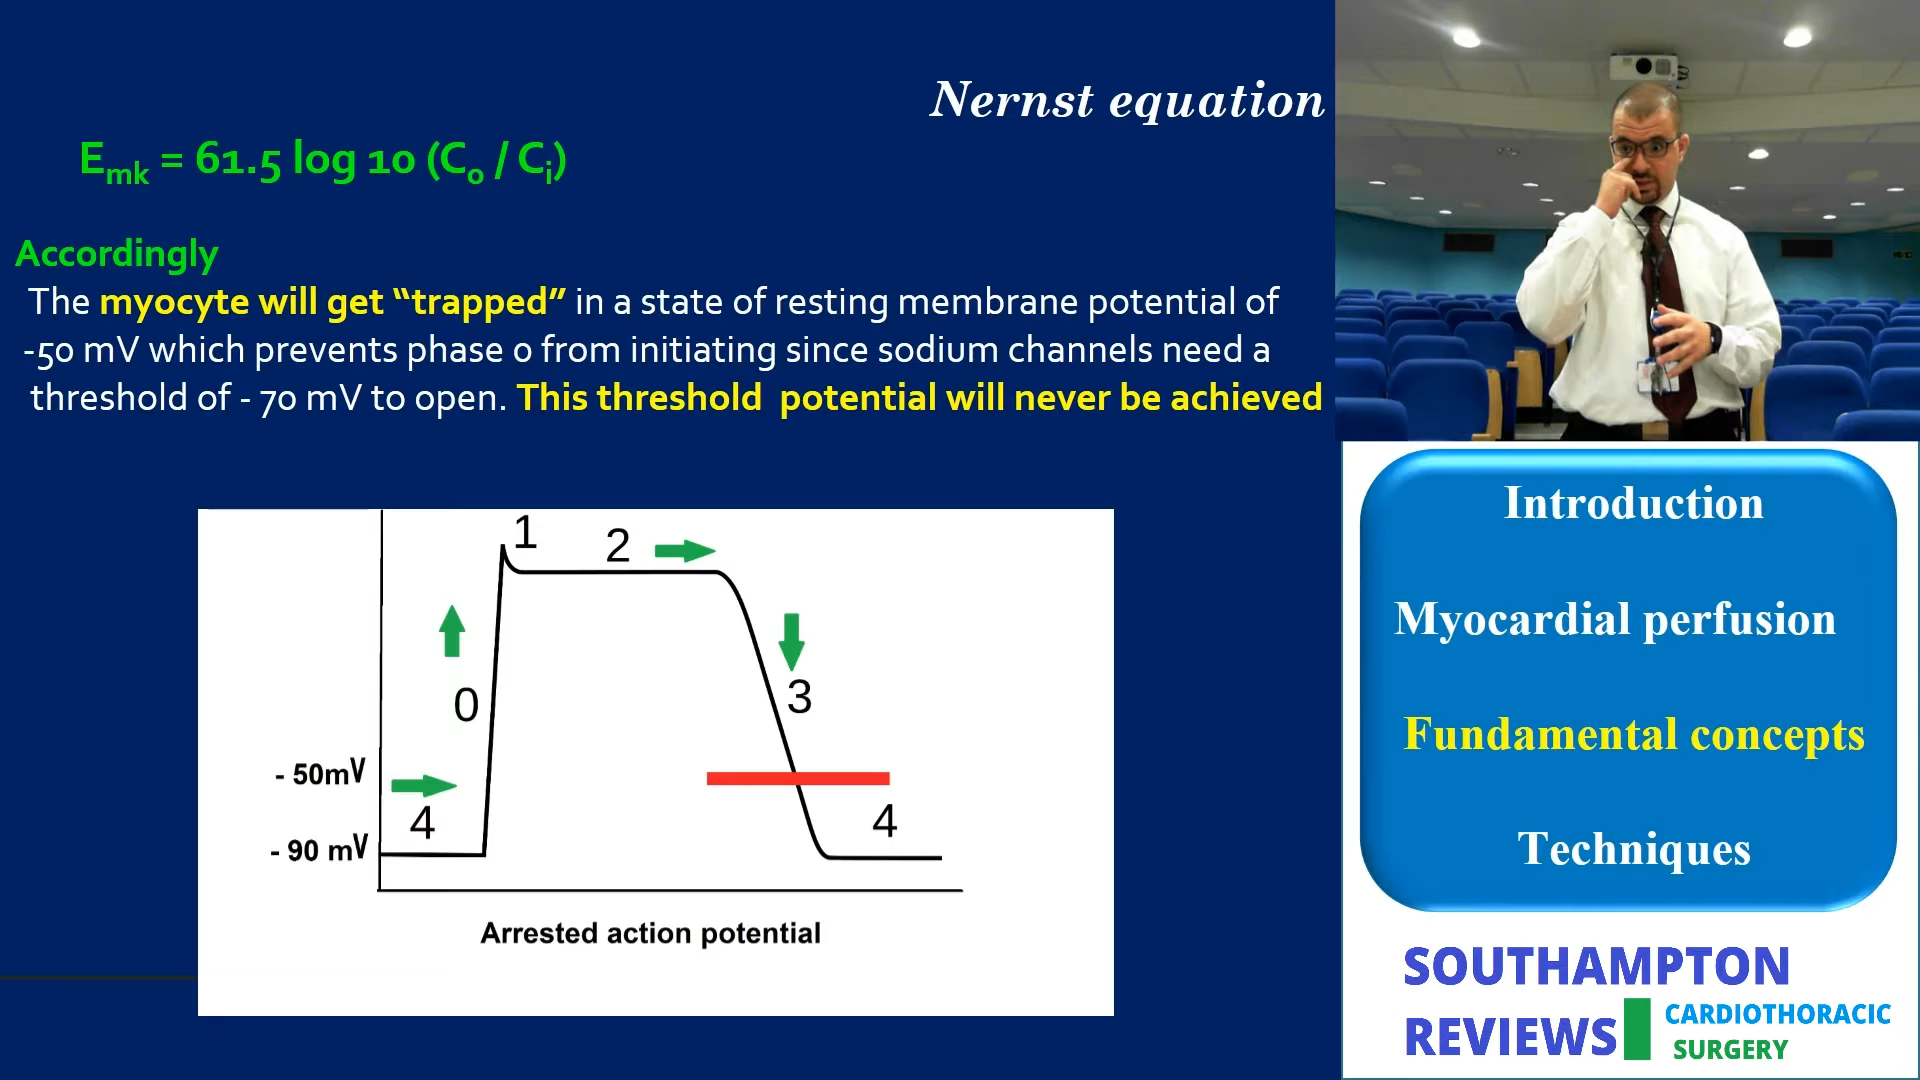 Nernst equation
Emk = 61.5 log 10 (Co / Ci)
Accordingly
The myocyte will get “trapped” in a state of resting membrane potential of
-50 mV which prevents phase 0 from initiating since sodium channels need a
threshold of - 70 mV to open. This threshold potential will never be achieved
1
2
0
3
- 50mV
4
4
- 90 mV
Arrested action potential
Introduction
Myocardial perfusion
Fundamental concepts
Techniques
SOUTHAMPTON
REVIEWS
CARDIOTHORACIC
SURGERY